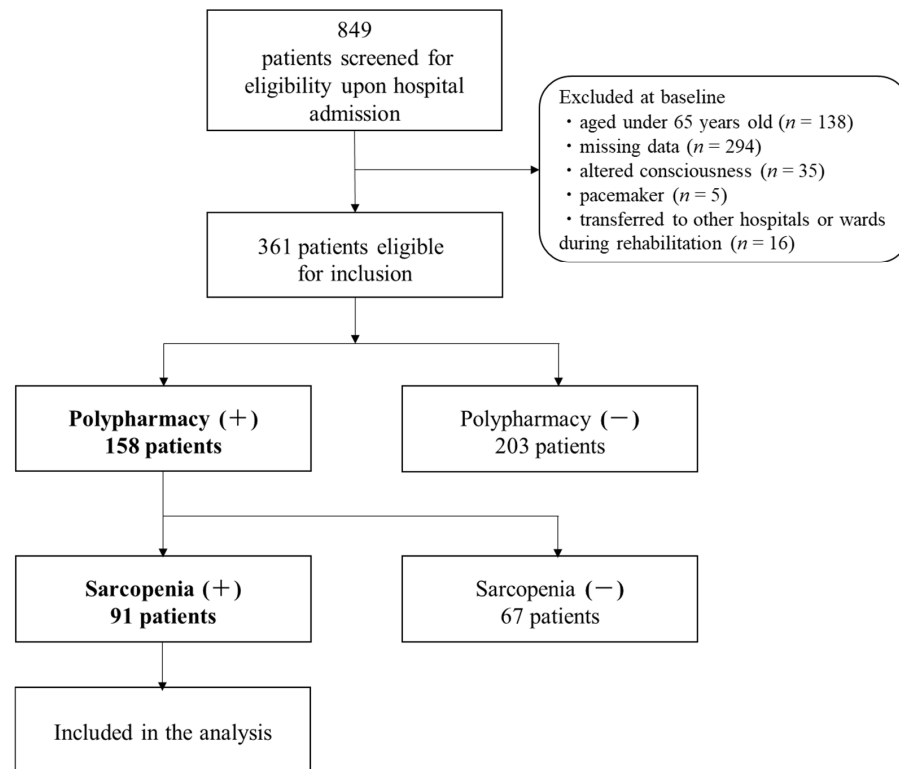 849
patients screened for
eligibility upon hospital
admission
Excluded at baseline
・aged under 65 years old (n = 138)
・missing data (n = 294)
・altered consciousness (n = 35)
・pacemaker (n = 5)
・transferred to other hospitals or wards
during rehabilitation (n = 16)
361 patients eligible
for inclusion
Polypharmacy (+)
158 patients
Polypharmacy (−)
203 patients
Sarcopenia (+)
91 patients
Sarcopenia (−)
67 patients
Included in the analysis